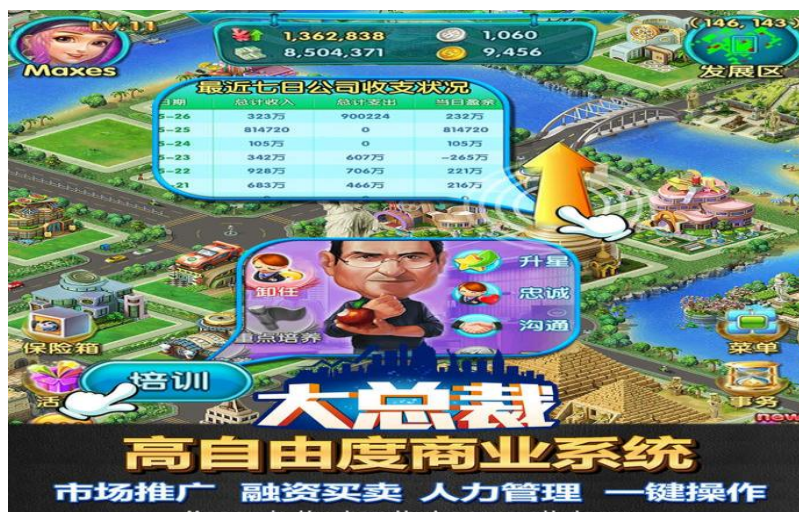 LV.11
1,362,838
1,060
(146, 143)
8,504,371
9,456
Maxes
发展区
最近七日公司收支状况
日期 总计收入 总计支出 当日盈余
5-26 323万 900224 232万
5-25 814720 0 814720
5-24 105万 0 105万
5-23 342万 607万 -265万
5-22 928万 706万 221万
-21 683万 466万 216万
升星
卸任
忠诚
沟通
重点培养
保险箱
菜单
培训
活
事务
new
大总裁
高自由度商业系统
市场推广 融资买卖 人力管理 一键操作